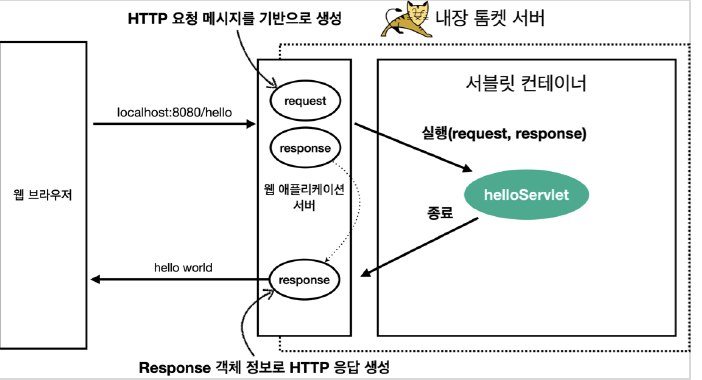 HTTP 요청 메시지를 기반으로 생성
내장 톰켓 서버
서블릿 컨테이너
request
localhost:8080/hello
실행(request, response)
response
웹 브라우저
웹 애플리케이션
서버
helloServlet
종료
hello world
response
Response 객체 정보로 HTTP 응답 생성